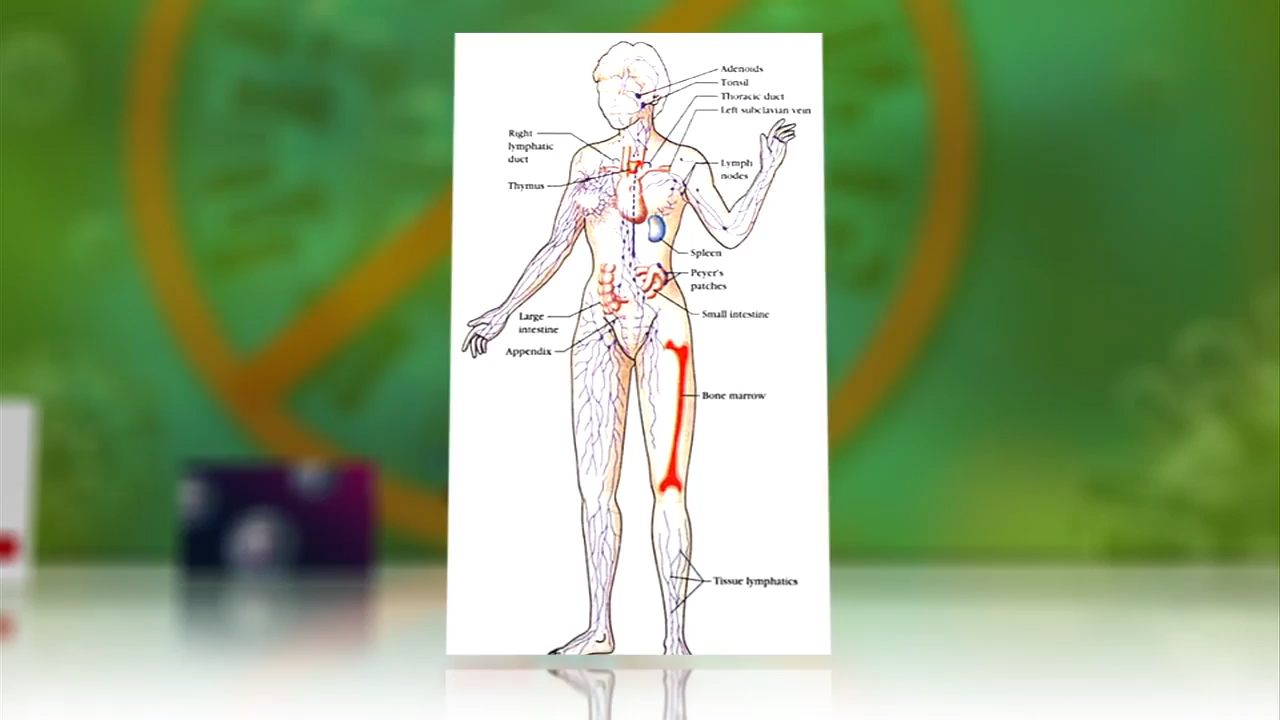 Adenoids
Tonsil
Thoracic duct
Left subclavian vein
Right
lymphatic
duct
Lymph
nodes
Thymus
Spleen
Peyer's
patches
Large
intestine
Small intestine
Appendix
Bone marrow
Tissue lymphatics